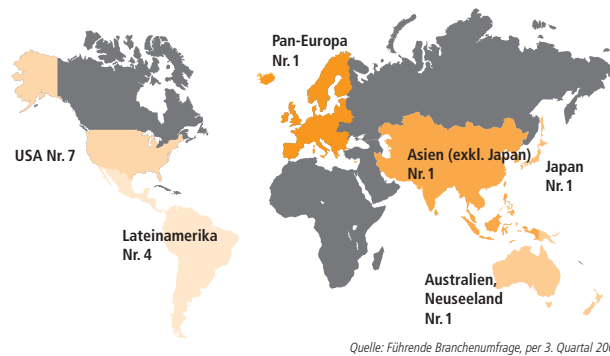 Pan-Europa
Nr. 1
USA Nr. 7
Asien (exkl. Japan)
Nr. 1
Japan
Nr. 1
Lateinamerika
Nr. 4
Australien,
Neuseeland
Nr. 1
Quelle: Führende Branchenumfrage, per 3. Quartal